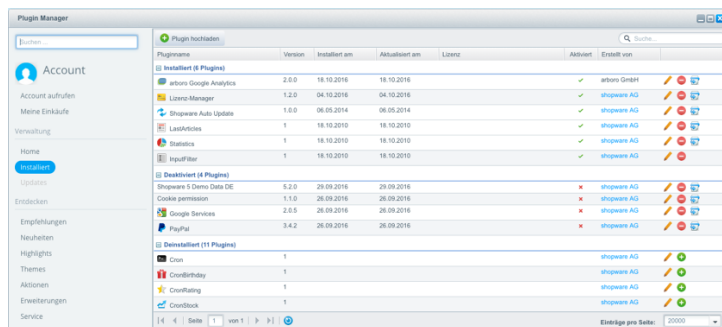 Plugin Manager
Suchen ...
Account
Account aufrufen
Meine Einkäufe
Verwaltung
Home
Installiert
Updates
Entdecken
Empfehlungen
Neuheiten
Highlights
Themes
Aktionen
Erweiterungen
Service
Plugin hochladen
Suche...
Pluginname Version Installiert am Aktualisiert am Lizenz Aktiviert Erstellt von
Installiert (6 Plugins)
arboro Google Analytics 2.0.0 18.10.2016 18.10.2016 arboro GmbH
Lizenz-Manager 1.2.0 04.10.2016 04.10.2016 shopware AG
Shopware Auto Update 1.0.0 06.05.2014 06.05.2014 shopware AG
LastArticles 1 18.10.2010 18.10.2010 shopware AG
Statistics 1 18.10.2010 18.10.2010 shopware AG
InputFilter 1 18.10.2010 18.10.2010 shopware AG
Deaktiviert (4 Plugins)
Shopware 5 Demo Data DE 5.2.0 29.09.2016 29.09.2016 shopware AG
Cookie permission 1.1.0 26.09.2016 26.09.2016 shopware AG
Google Services 2.0.5 26.09.2016 26.09.2016 shopware AG
PayPal 3.4.2 26.09.2016 26.09.2016 shopware AG
Deinstalliert (11 Plugins)
Cron 1 shopware AG
CronBirthday 1 shopware AG
CronRating 1 shopware AG
CronStock 1 shopware AG
Seite 1 von 1 Einträge pro Seite: 20000